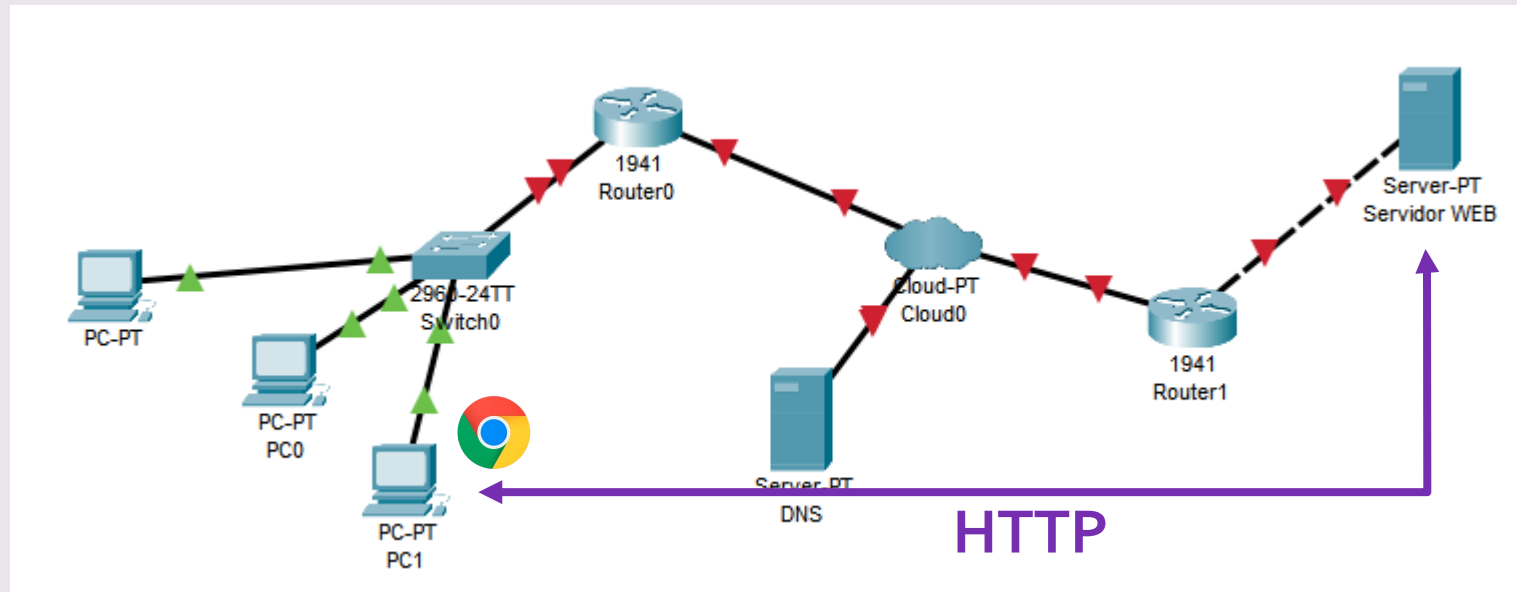 1941
Router0
Server-PT
Servidor WEB
2960-24TT
Switch0
Cloud-PT
Cloud0
PC-PT
1941
Router1
PC-PT
PC0
Server-PT
DNS
HTTP
PC-PT
PC1